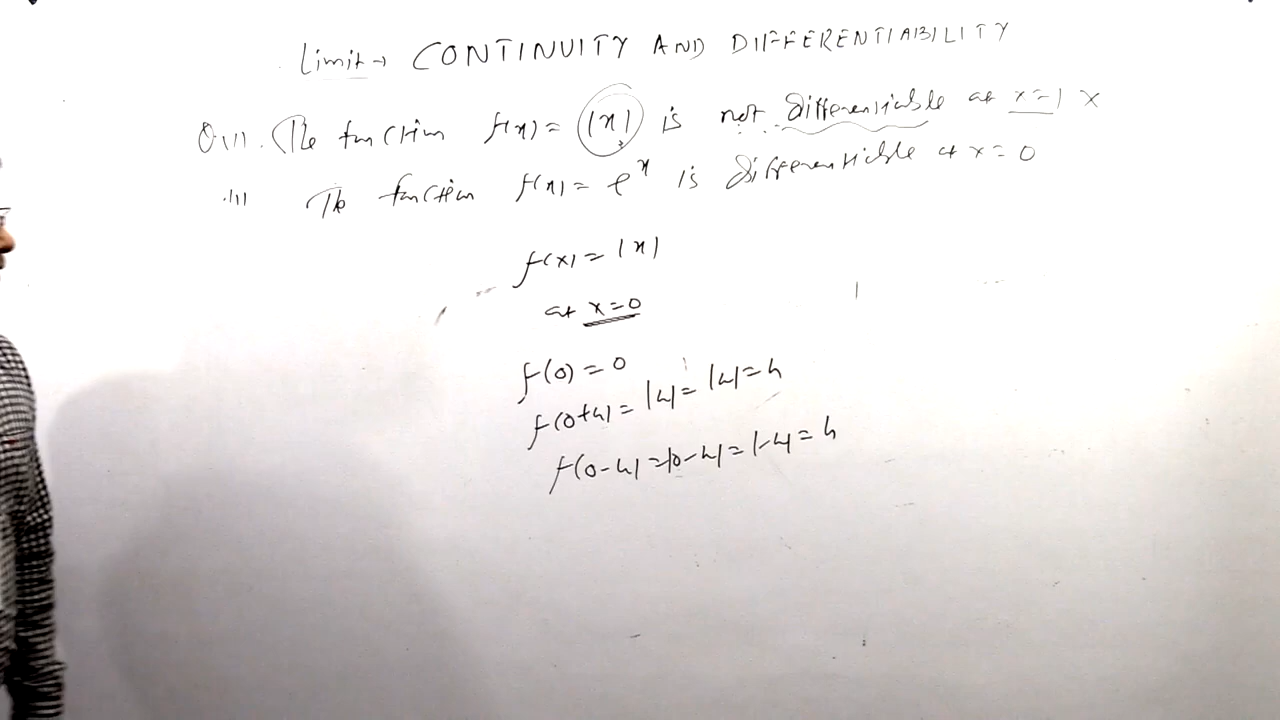 Limit → CONTINUITY AND DIFFERENTIABILITY
Q.(i). The function f(x) = |x| is not differentiable at x=1 ×
.(ii) The function f(x) = e^x is differentiable at x=0
f(x) = |x|
at x=0
f(0) = 0
f(0+h) = |h| = |h| = h
f(0-h) = |0-h| = |-h| = h